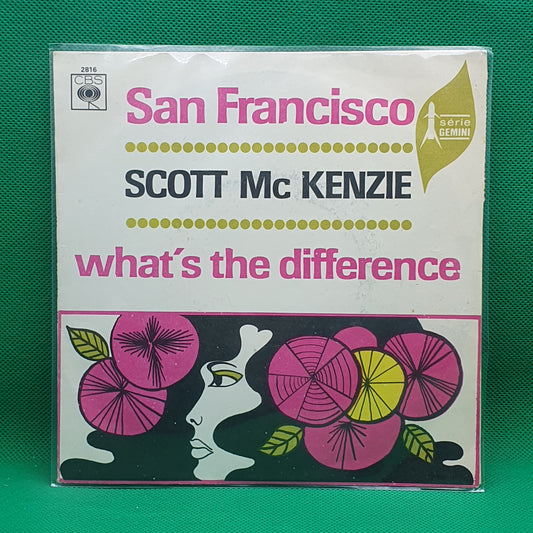 2816
CBS
San Francisco
série
GEMINI
SCOTT Mc KENZIE
what's the difference